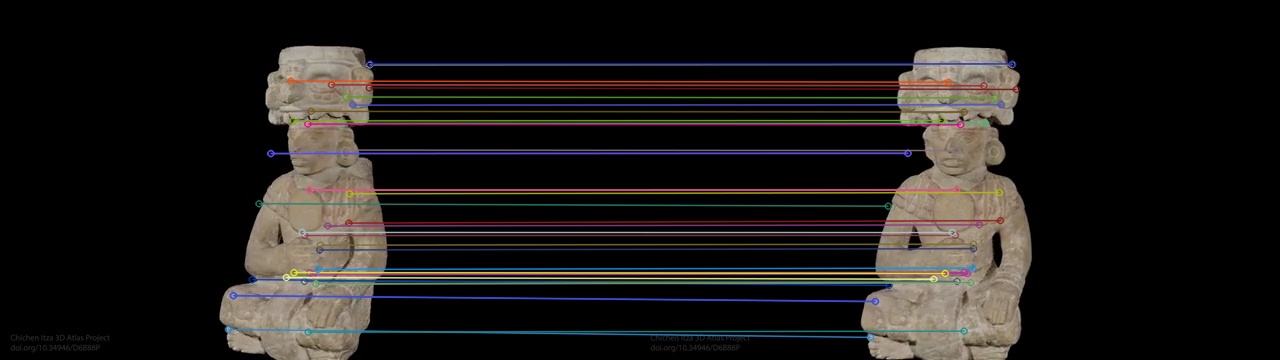 Chichen Itza 3D Atlas Project
doi.org/10.34946/D6B88P
Chichen Itza 3D Atlas Project
doi.org/10.34946/D6B88P